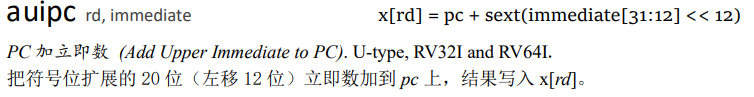 auipc rd, immediate x[rd] = pc + sext(immediate[31:12] << 12)
PC 加立即数 (Add Upper Immediate to PC). U-type, RV32I and RV64I.
把符号位扩展的 20 位（左移 12 位）立即数加到 pc 上，结果写入 x[rd]。